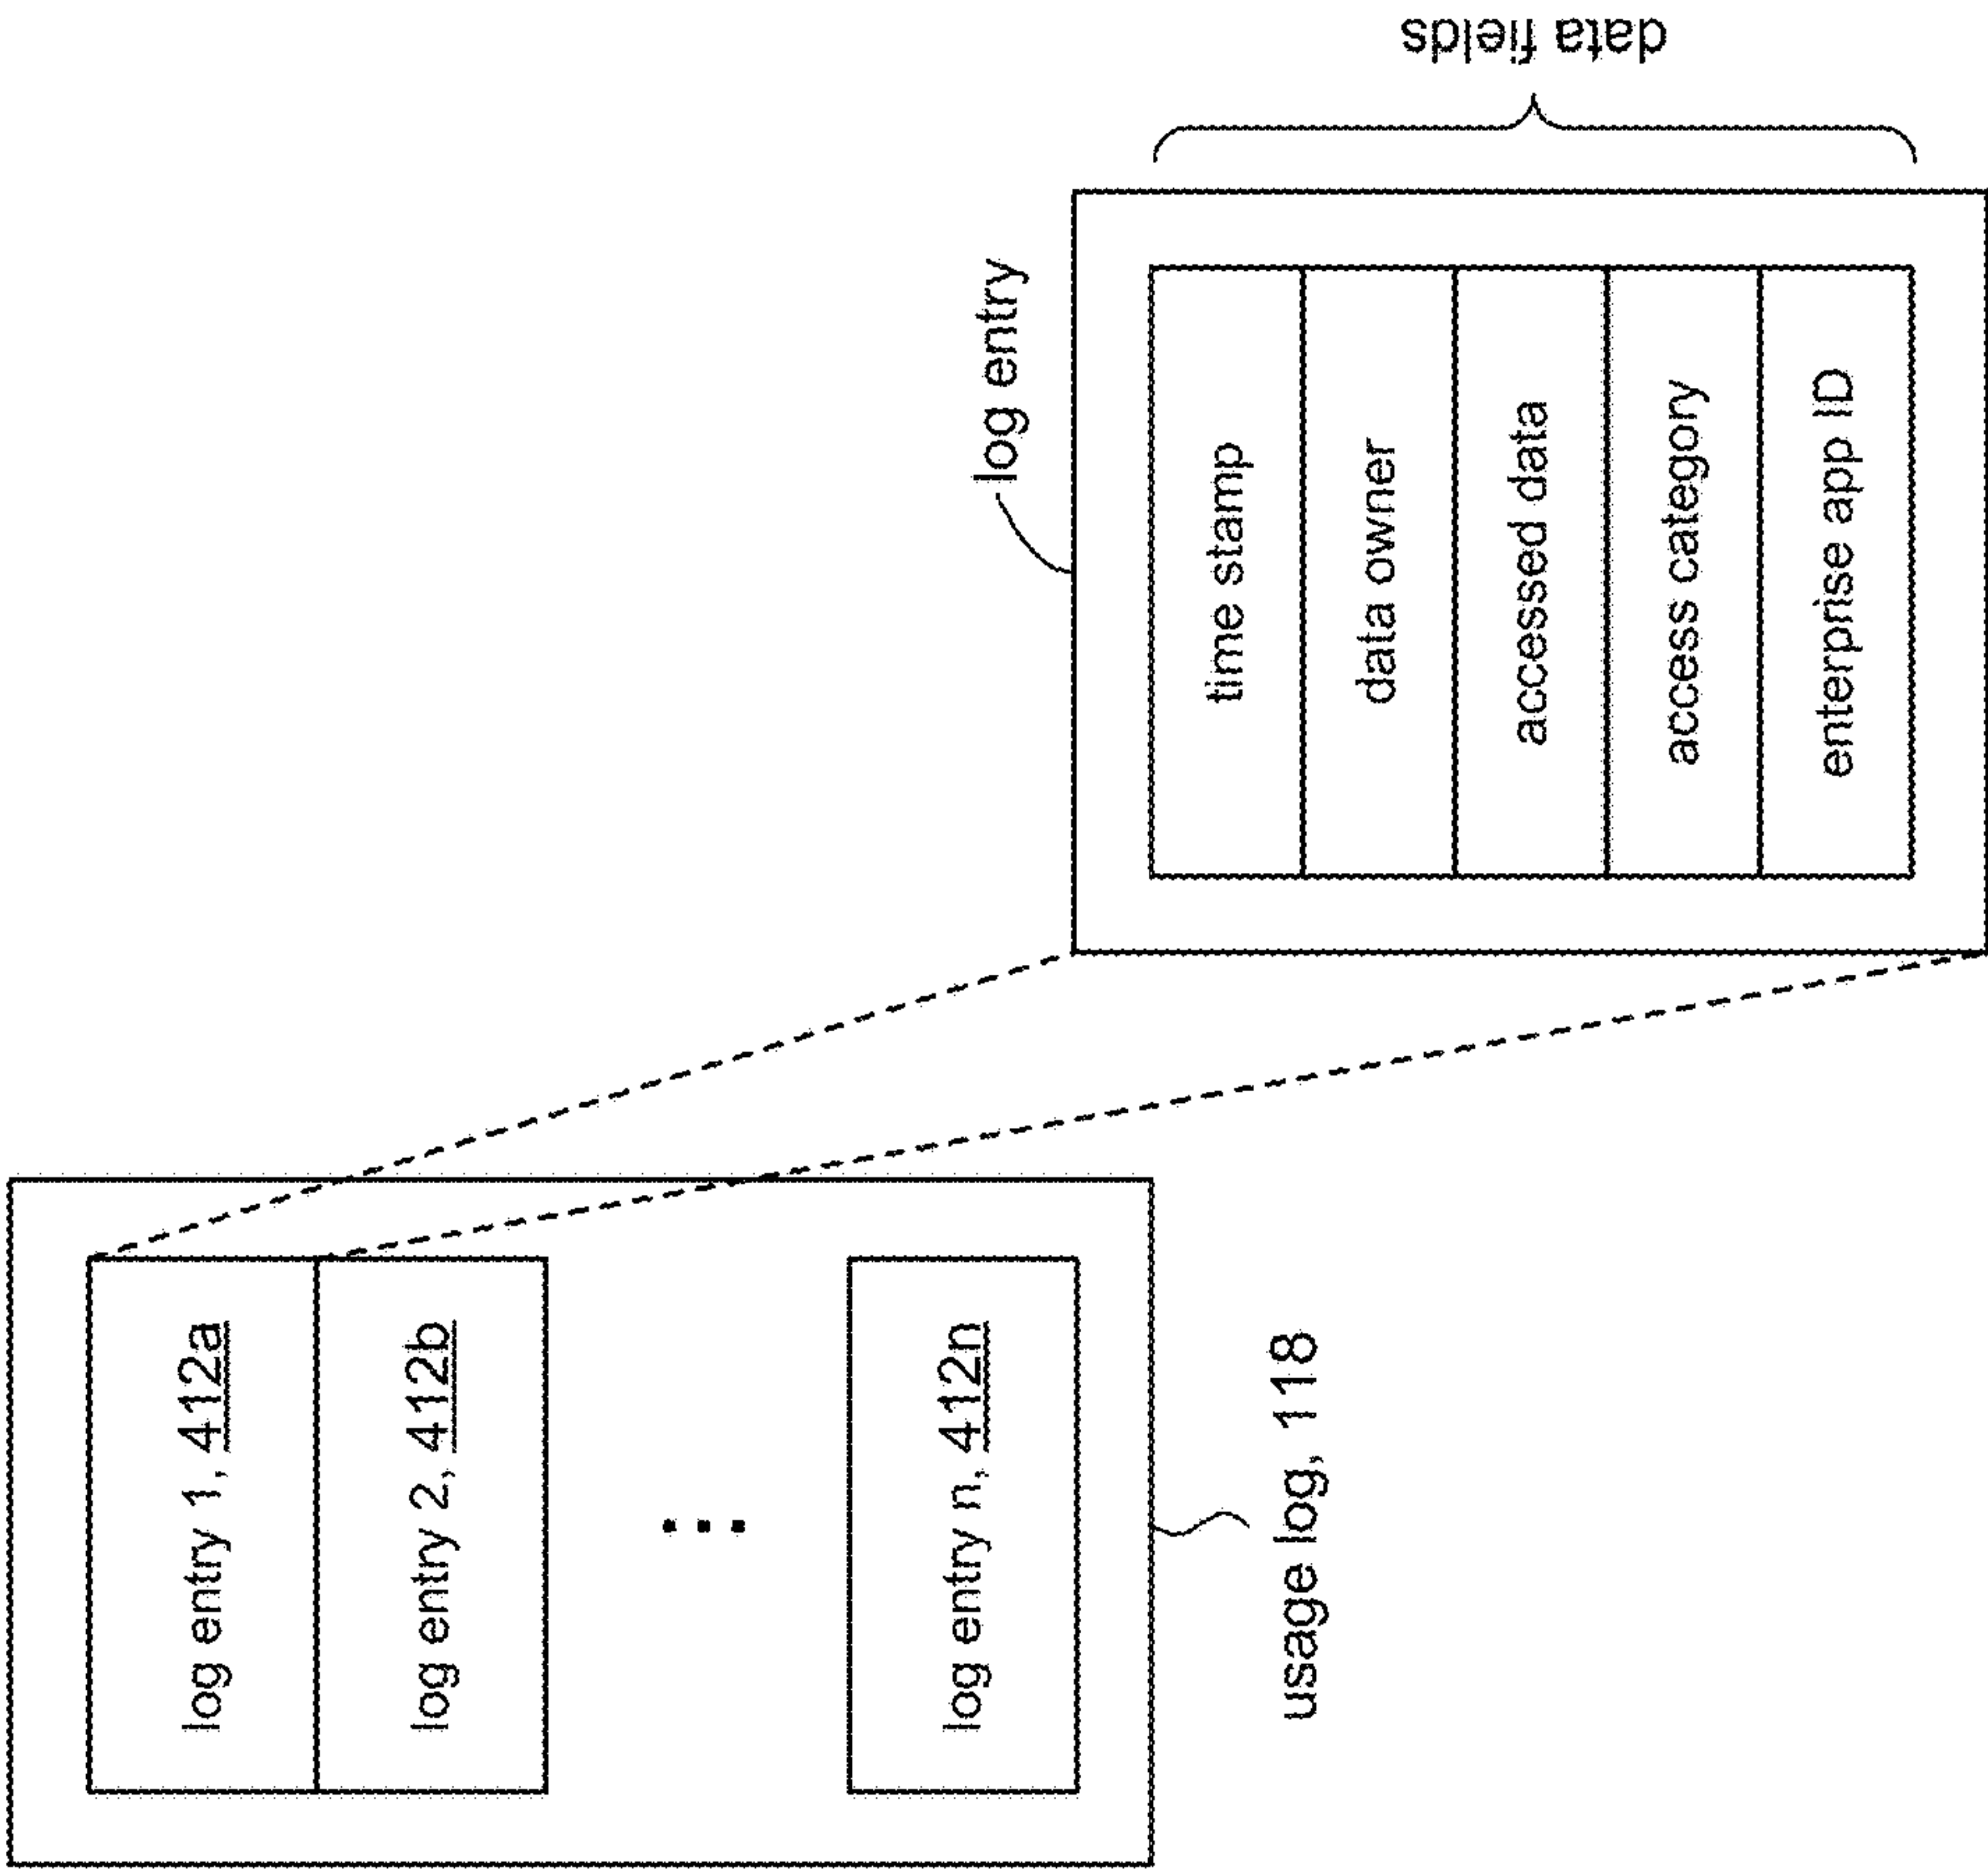 log entry 1, 412a
log entry 2, 412b
...
log entry n, 412n
usage log, 118
log entry
time stamp
data owner
accessed data
access category
enterprise app ID
data fields